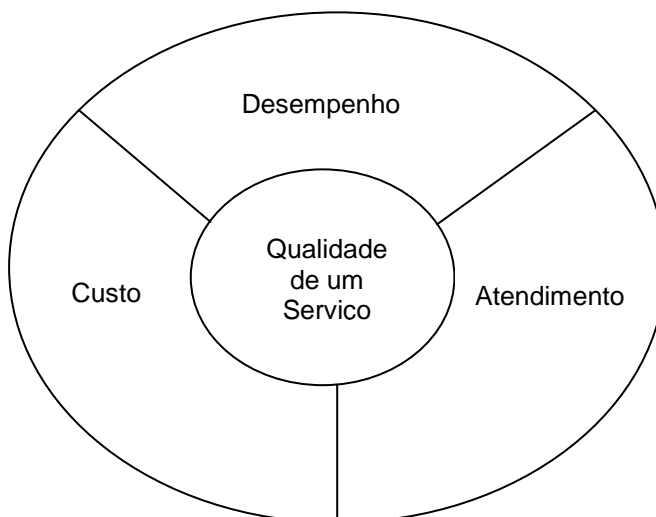 Desempenho
Qualidade
de um
Servico
Custo
Atendimento